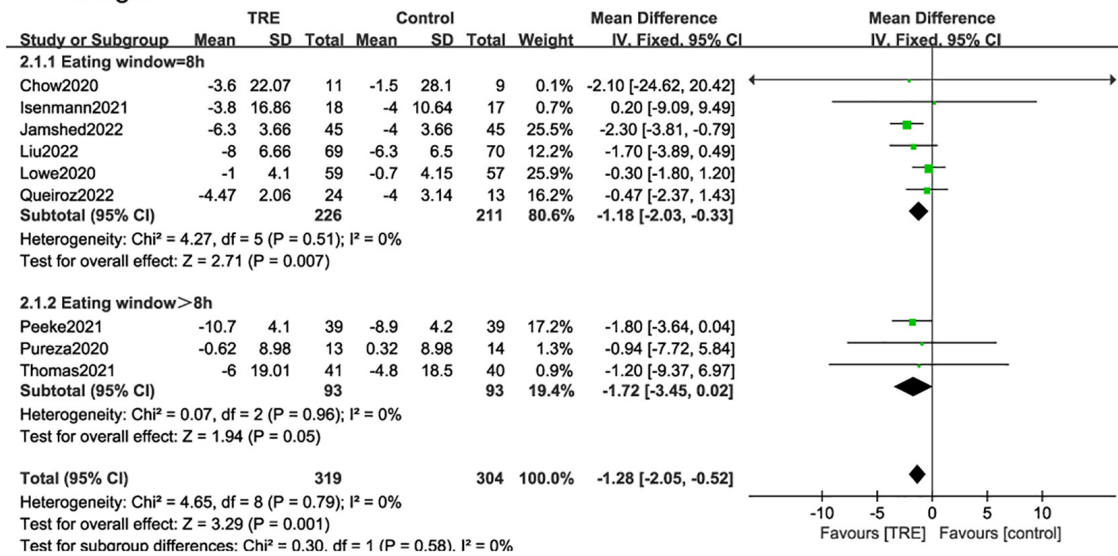 TRE Control Mean Difference Mean Difference
Study or Subgroup Mean SD Total Mean SD Total Weight IV, Fixed, 95% CI IV, Fixed, 95% CI
2.1.1 Eating window=8h
Chow2020 -3.6 22.07 11 -1.5 28.1 9 0.1% -2.10 [-24.62, 20.42]
Isenmann2021 -3.8 16.86 18 -4 10.64 17 0.7% 0.20 [-9.09, 9.49]
Jamshed2022 -6.3 3.66 45 -4 3.66 45 25.5% -2.30 [-3.81, -0.79]
Liu2022 -8 6.66 69 -6.3 6.5 70 12.2% -1.70 [-3.89, 0.49]
Lowe2020 -1 4.1 59 -0.7 4.15 57 25.9% -0.30 [-1.80, 1.20]
Queiroz2022 -4.47 2.06 24 -4 3.14 13 16.2% -0.47 [-2.37, 1.43]
Subtotal (95% CI) 226 211 80.6% -1.18 [-2.03, -0.33]
Heterogeneity: Chi² = 4.27, df = 5 (P = 0.51); I² = 0%
Test for overall effect: Z = 2.71 (P = 0.007)
2.1.2 Eating window>8h
Peeke2021 -10.7 4.1 39 -8.9 4.2 39 17.2% -1.80 [-3.64, 0.04]
Pureza2020 -0.62 8.98 13 0.32 8.98 14 1.3% -0.94 [-7.72, 5.84]
Thomas2021 -6 19.01 41 -4.8 18.5 40 0.9% -1.20 [-9.37, 6.97]
Subtotal (95% CI) 93 93 19.4% -1.72 [-3.45, 0.02]
Heterogeneity: Chi² = 0.07, df = 2 (P = 0.96); I² = 0%
Test for overall effect: Z = 1.94 (P = 0.05)
Total (95% CI) 319 304 100.0% -1.28 [-2.05, -0.52]
Heterogeneity: Chi² = 4.65, df = 8 (P = 0.79); I² = 0%
Test for overall effect: Z = 3.29 (P = 0.001)
Test for subgroup differences: Chi² = 0.30, df = 1 (P = 0.58), I² = 0%
-10 -5 0 5 10
Favours [TRE] Favours [control]